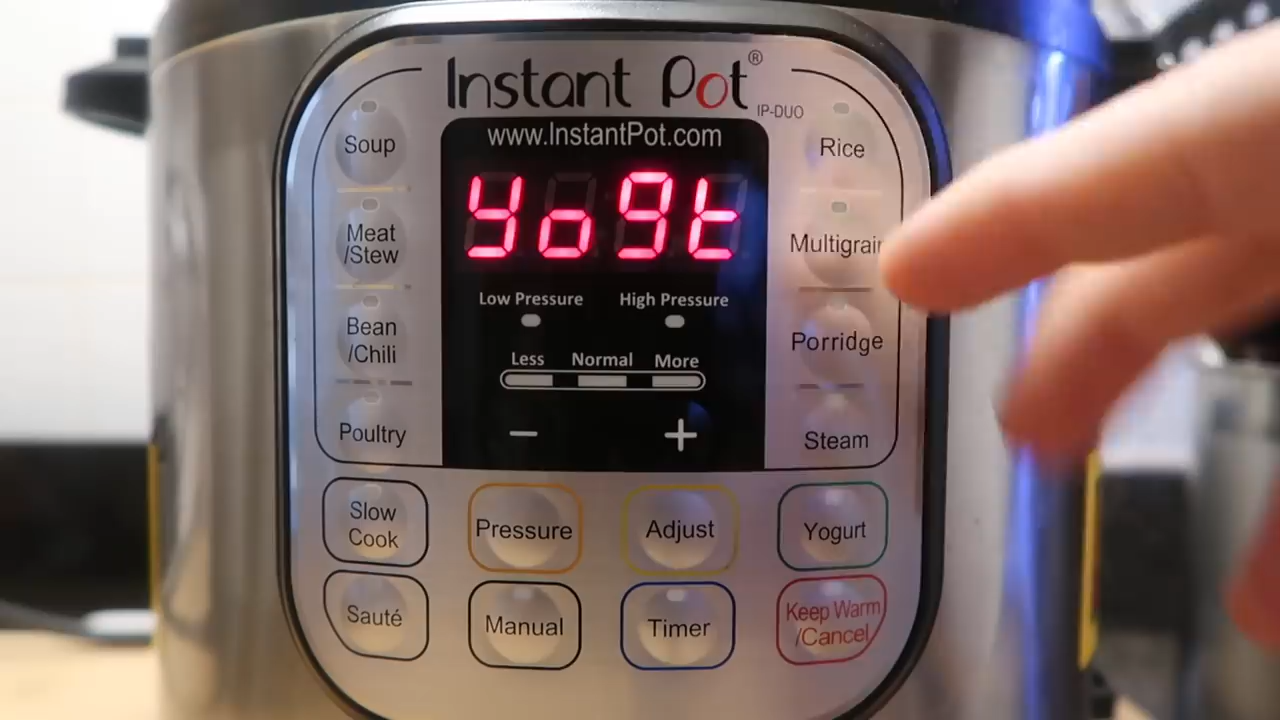 Instant Pot®
IP-DUO
www.InstantPot.com
Yogt
Low Pressure High Pressure
Less Normal More
− +
Soup
Meat
/Stew
Bean
/Chili
Poultry
Rice
Multigrain
Porridge
Steam
Slow
Cook
Pressure
Adjust
Yogurt
Sauté
Manual
Timer
Keep Warm
/Cancel